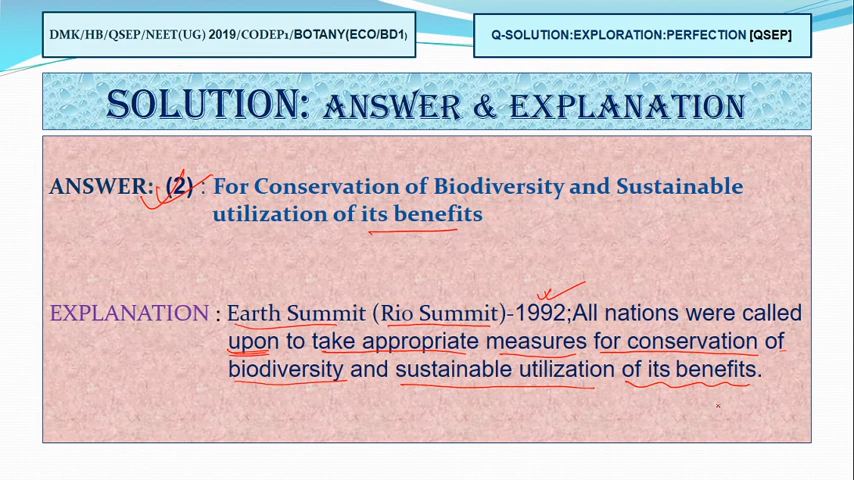 DMK/HB/QSEP/NEET(UG) 2019/CODEP1/BOTANY(ECO/BD1)
Q-SOLUTION:EXPLORATION:PERFECTION [QSEP]
SOLUTION: ANSWER & EXPLANATION
ANSWER: (2) : For Conservation of Biodiversity and Sustainable
utilization of its benefits
EXPLANATION : Earth Summit (Rio Summit)-1992;All nations were called
upon to take appropriate measures for conservation of
biodiversity and sustainable utilization of its benefits.